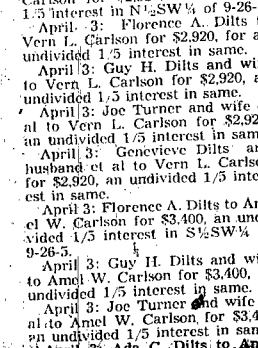 1/5 interest in N½SW¼ of 9-26-
April 3: Florence A. Dilts t
Vern L. Carlson for $2,920, for a
undivided 1/5 interest in same.
April 3: Guy H. Dilts and wi
to Vern L. Carlson for $2,920, a
undivided 1/5 interest in same.
April 3: Joe Turner and wife
al to Vern L. Carlson for $2,92
an undivided 1/5 interest in sam
April 3: Genevieve Dilts a
husband et al to Vern L. Carls
for $2,920, an undivided 1/5 inte
est in same.
April 3: Florence A. Dilts to A
el W. Carlson for $3,400, an un
vided 1/5 interest in S½SW¼
9-26-5.
April 3: Guy H. Dilts and wi
to Amel W. Carlson for $3,400,
undivided 1/5 interest in same.
April 3: Joe Turner and wife
al to Amel W. Carlson for $3,4
an undivided 1/5 interest in sam
Dilts to